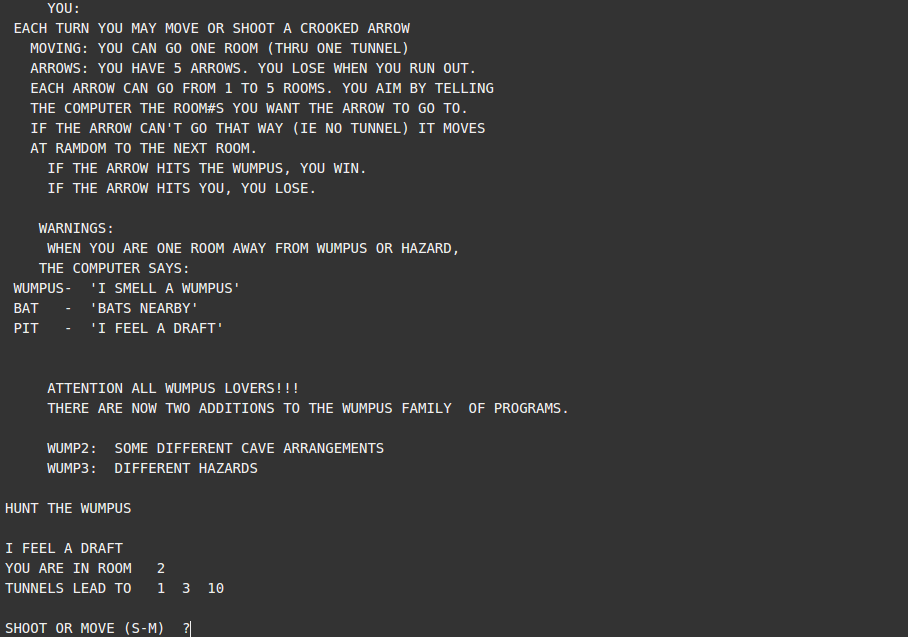 YOU:
EACH TURN YOU MAY MOVE OR SHOOT A CROOKED ARROW
MOVING: YOU CAN GO ONE ROOM (THRU ONE TUNNEL)
ARROWS: YOU HAVE 5 ARROWS. YOU LOSE WHEN YOU RUN OUT.
EACH ARROW CAN GO FROM 1 TO 5 ROOMS. YOU AIM BY TELLING
THE COMPUTER THE ROOM#S YOU WANT THE ARROW TO GO TO.
IF THE ARROW CAN'T GO THAT WAY (IE NO TUNNEL) IT MOVES
AT RAMDOM TO THE NEXT ROOM.
IF THE ARROW HITS THE WUMPUS, YOU WIN.
IF THE ARROW HITS YOU, YOU LOSE.
WARNINGS:
WHEN YOU ARE ONE ROOM AWAY FROM WUMPUS OR HAZARD,
THE COMPUTER SAYS:
WUMPUS- 'I SMELL A WUMPUS'
BAT - 'BATS NEARBY'
PIT - 'I FEEL A DRAFT'
ATTENTION ALL WUMPUS LOVERS!!!
THERE ARE NOW TWO ADDITIONS TO THE WUMPUS FAMILY OF PROGRAMS.
WUMP2: SOME DIFFERENT CAVE ARRANGEMENTS
WUMP3: DIFFERENT HAZARDS
HUNT THE WUMPUS
I FEEL A DRAFT
YOU ARE IN ROOM 2
TUNNELS LEAD TO 1 3 10
SHOOT OR MOVE (S-M) ?